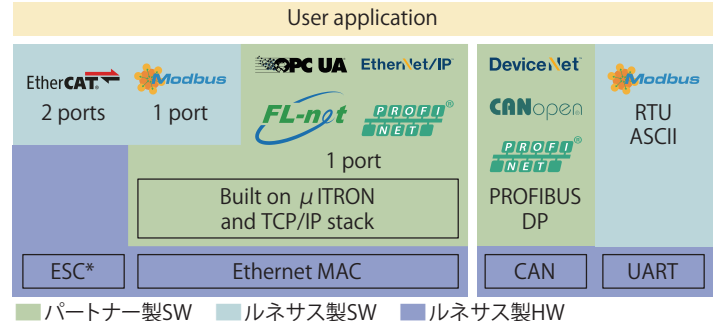 User application
EtherCAT®
2 ports
Modbus
1 port
OPC UA
EtherNet/IP
FL-net
PROFI®
NET
1 port
Built on μ ITRON
and TCP/IP stack
DeviceNet
CANopen
PROFI®
NET
PROFIBUS
DP
Modbus
RTU
ASCII
ESC*
Ethernet MAC
CAN
UART
パートナー製SW ルネサス製SW ルネサス製HW